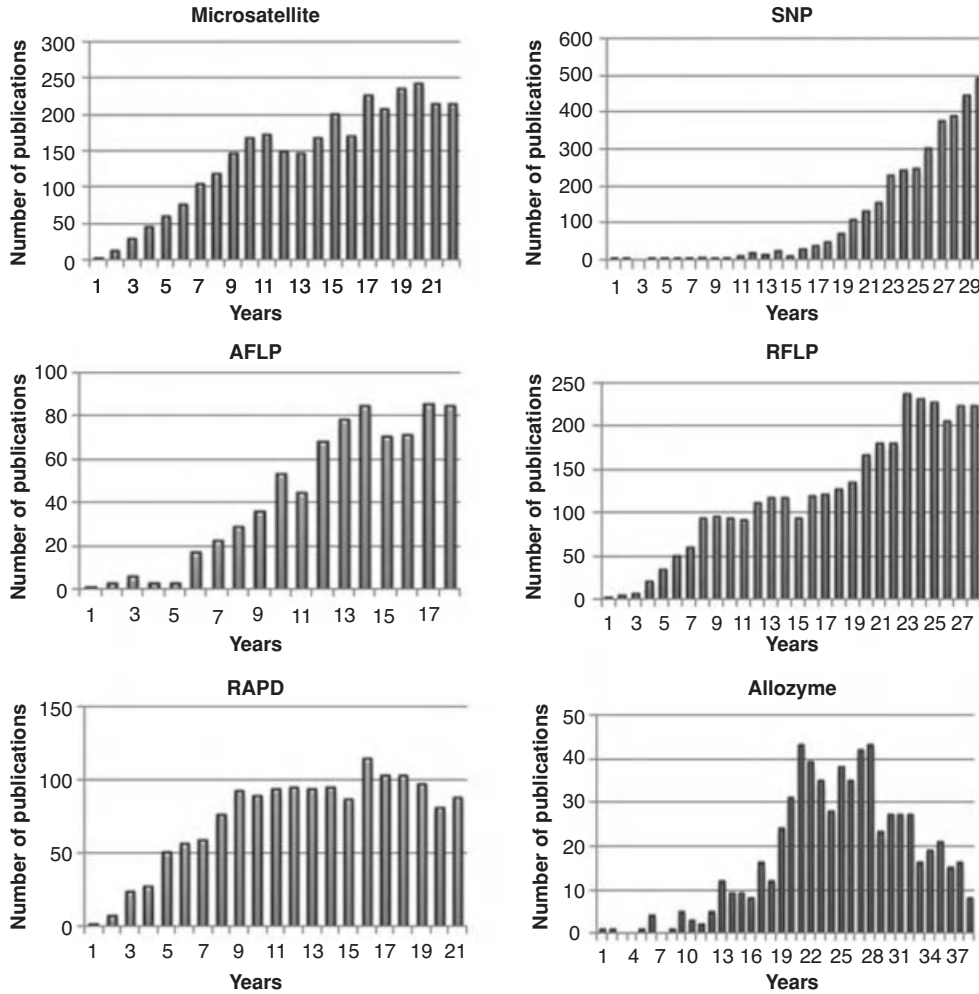 Microsatellite
Number of publications
300
250
200
150
100
50
0
1 3 5 7 9 11 13 15 17 19 21
Years
SNP
Number of publications
600
500
400
300
200
100
0
1 3 5 7 9 11 13 15 17 19 21 23 25 27 29
Years
AFLP
Number of publications
100
80
60
40
20
0
1 3 5 7 9 11 13 15 17
Years
RFLP
Number of publications
250
200
150
100
50
0
1 3 5 7 9 11 13 15 17 19 21 23 25 27
Years
RAPD
Number of publications
150
100
50
0
1 3 5 7 9 11 13 15 17 19 21
Years
Allozyme
Number of publications
50
40
30
20
10
0
1 4 7 10 13 16 19 22 25 28 31 34 37
Years